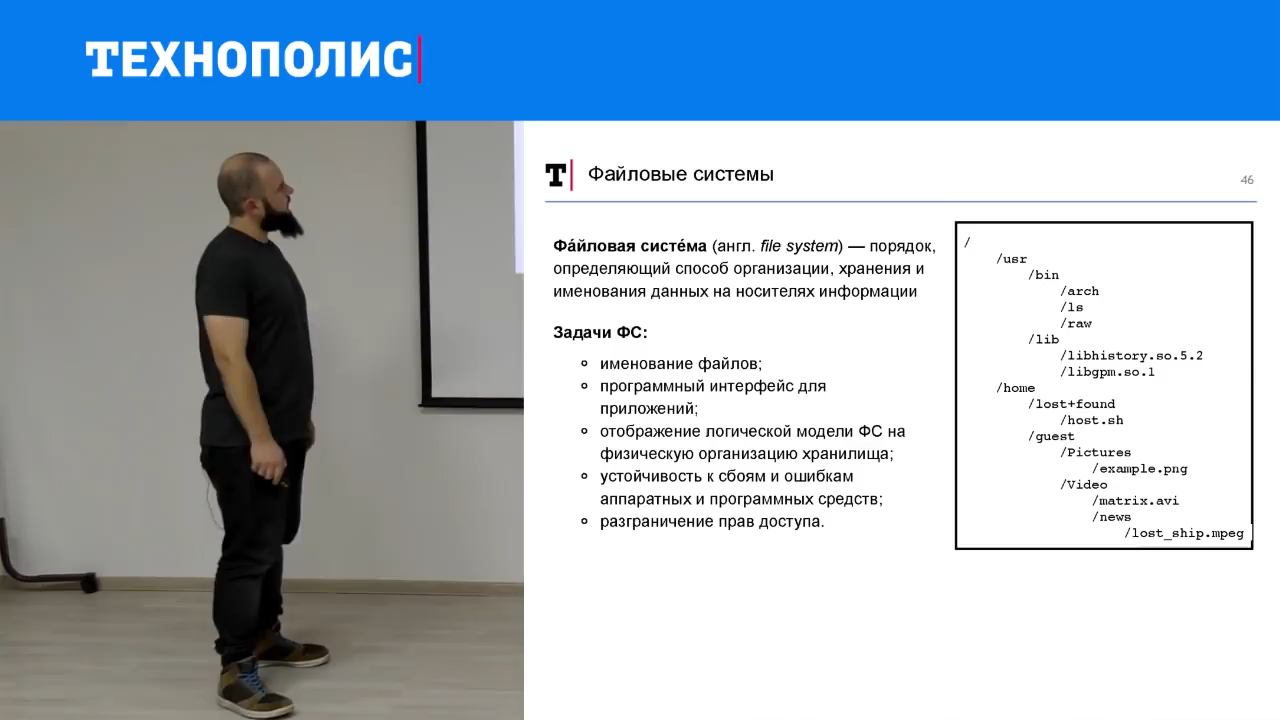 ТЕХНОПОЛИС
Т Файловые системы
46
Фа́йловая систе́ма (англ. file system) — порядок,
определяющий способ организации, хранения и
именования данных на носителях информации
Задачи ФС:
именование файлов;
программный интерфейс для
приложений;
отображение логической модели ФС на
физическую организацию хранилища;
устойчивость к сбоям и ошибкам
аппаратных и программных средств;
разграничение прав доступа.
/
/usr
/bin
/arch
/ls
/raw
/lib
/libhistory.so.5.2
/libgpm.so.1
/home
/lost+found
/host.sh
/guest
/Pictures
/example.png
/Video
/matrix.avi
/news
/lost_ship.mpeg